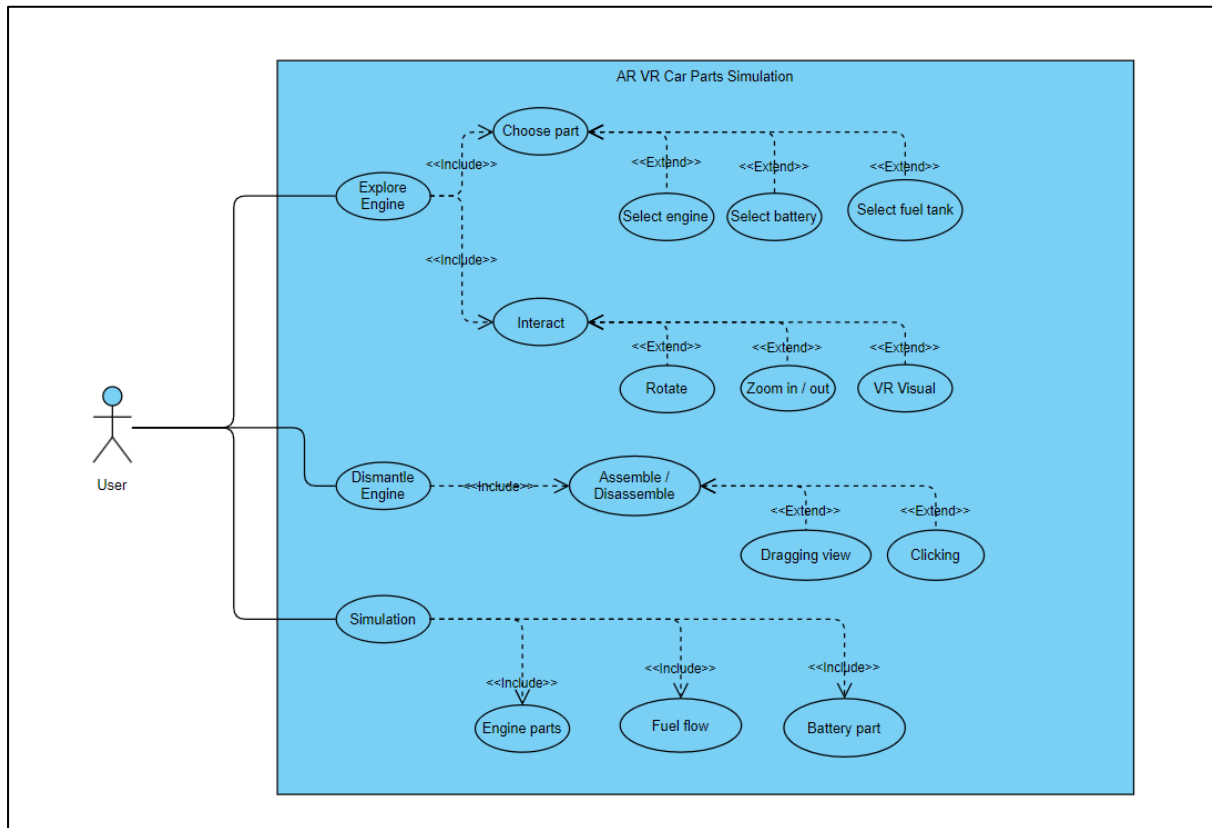 AR VR Car Parts Simulation
Choose part
<<Include>>
<<Extend>>
<<Extend>>
<<Extend>>
Explore
Engine
Select engine
Select battery
Select fuel tank
<<Include>>
Interact
<<Extend>>
<<Extend>>
<<Extend>>
Rotate
Zoom in / out
VR Visual
User
Dismantle
Engine
<<Include>>
Assemble /
Disassemble
<<Extend>>
<<Extend>>
Dragging view
Clicking
Simulation
<<Include>>
<<Include>>
<<Include>>
Engine parts
Fuel flow
Battery part